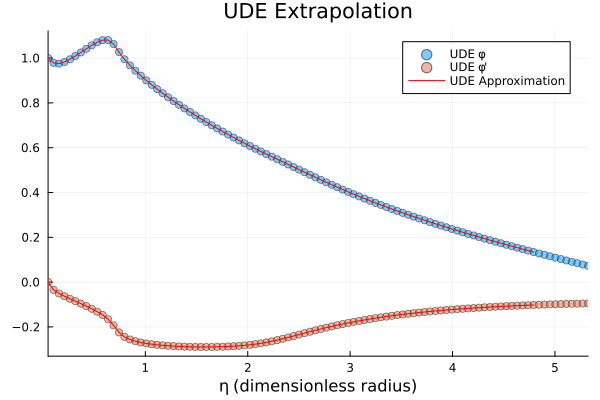 UDE Extrapolation
UDE φ
UDE φ'
UDE Approximation
1.0
0.8
0.6
0.4
0.2
0.0
−0.2
1 2 3 4 5
η (dimensionless radius)